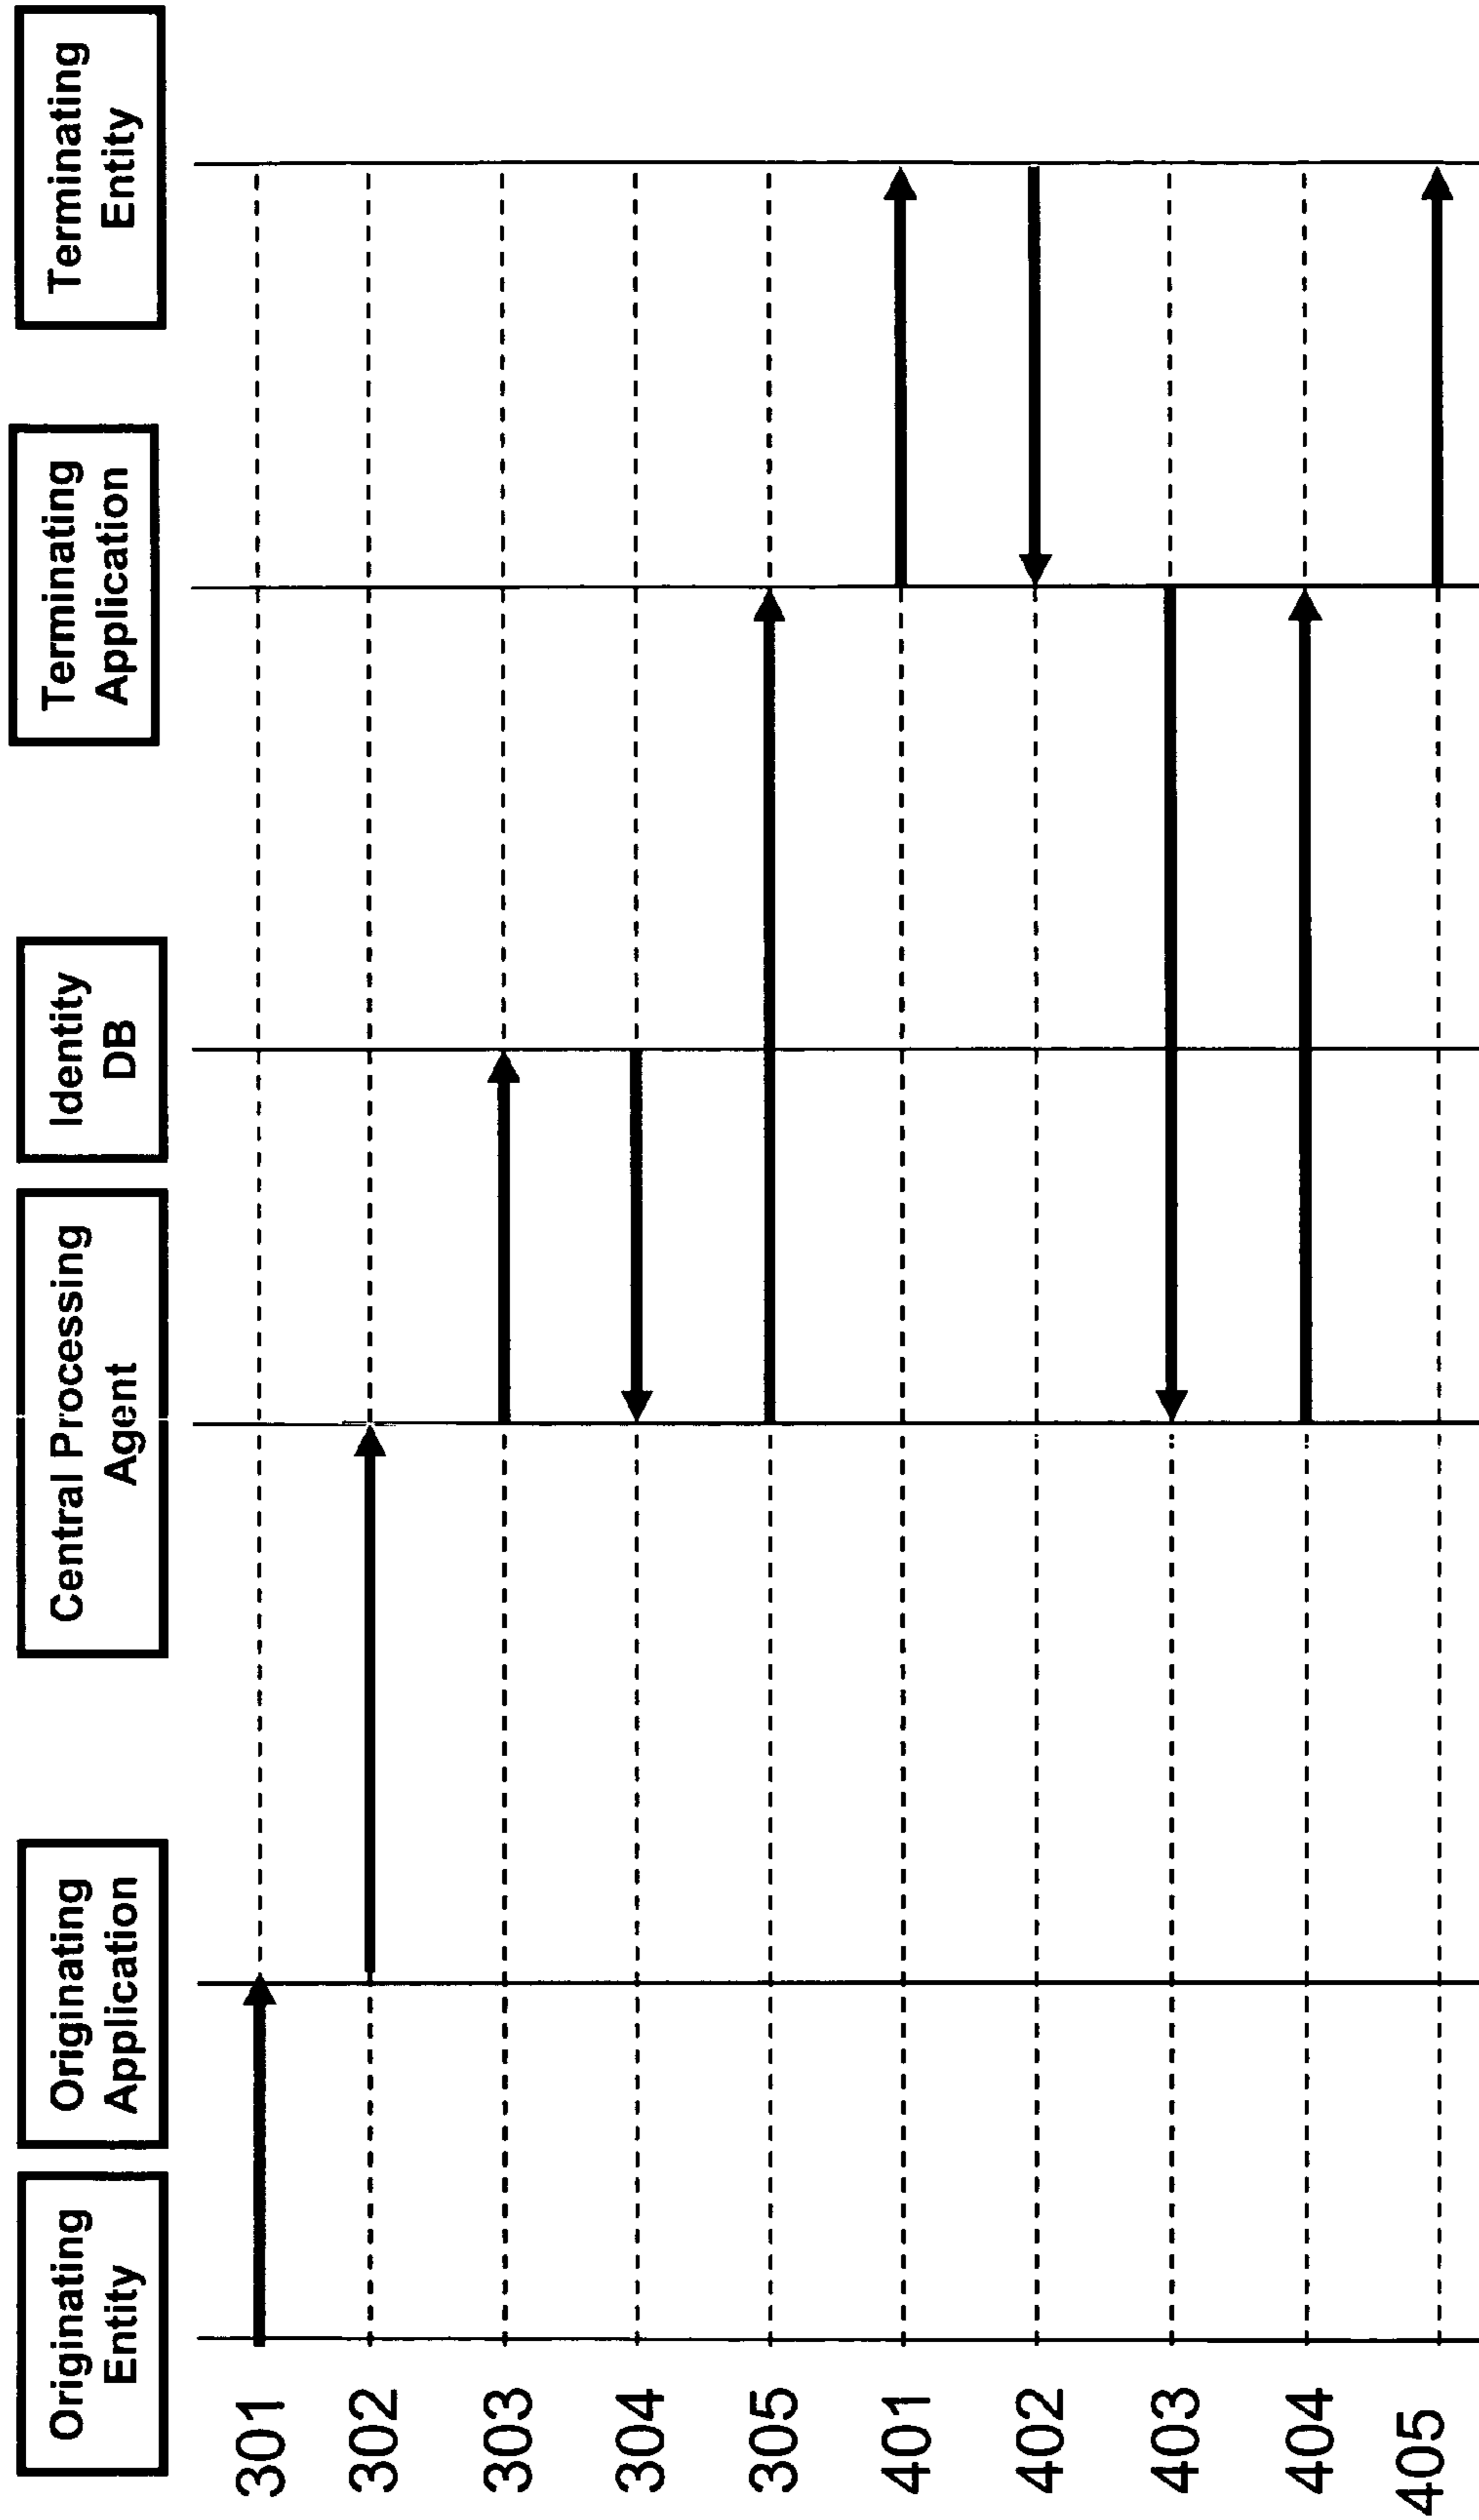 Originating
Entity
Originating
Application
Central Processing
Agent
Identity
DB
Terminating
Application
Terminating
Entity
301
302
303
304
305
401
402
403
404
405